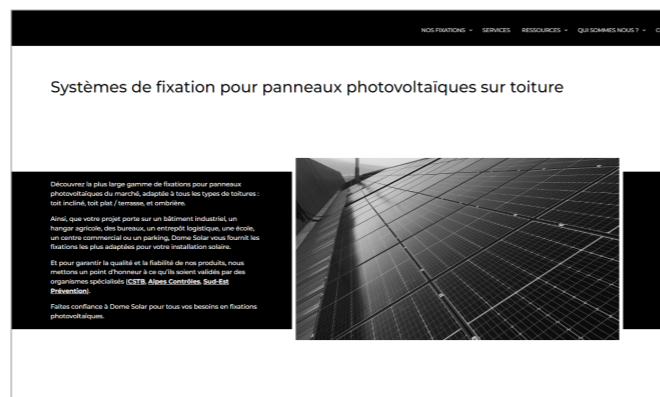 NOS FIXATIONS SERVICES RESSOURCES QUI SOMMES NOUS ?
Systèmes de fixation pour panneaux photovoltaïques sur toiture
Découvrez la plus large gamme de fixations pour panneaux
photovoltaïques du marché, adaptée à tous les types de toitures :
toit incliné, toit plat / terrasse, et ombrière.
Ainsi, que votre projet porte sur un bâtiment industriel, un
hangar agricole, des bureaux, un entrepôt logistique, une école,
un centre commercial ou un parking, Dome Solar vous fournit les
fixations les plus adaptées pour votre installation solaire.
Et pour garantir la qualité et la fiabilité de nos produits, nous
mettons un point d'honneur à ce qu'ils soient validés par des
organismes spécialisés (CSTB, Alpes Contrôles, Sud-Est
Prévention).
Faites confiance à Dome Solar pour tous vos besoins en fixations
photovoltaïques.